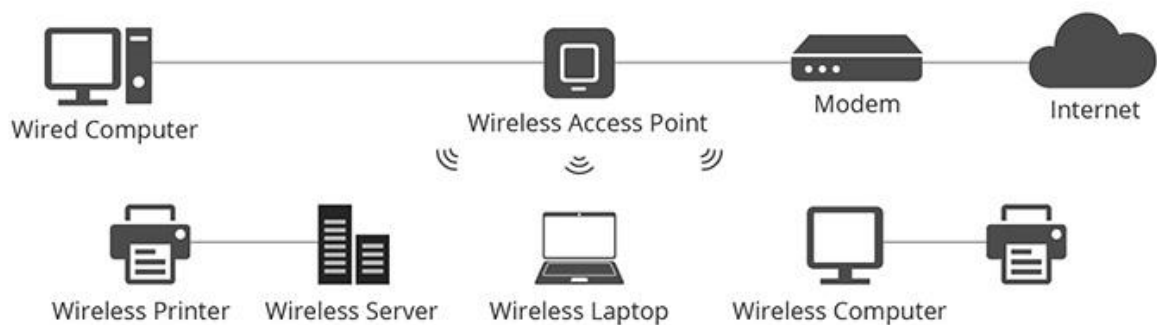 Wired Computer
Wireless Access Point
Modem
Internet
Wireless Printer
Wireless Server
Wireless Laptop
Wireless Computer